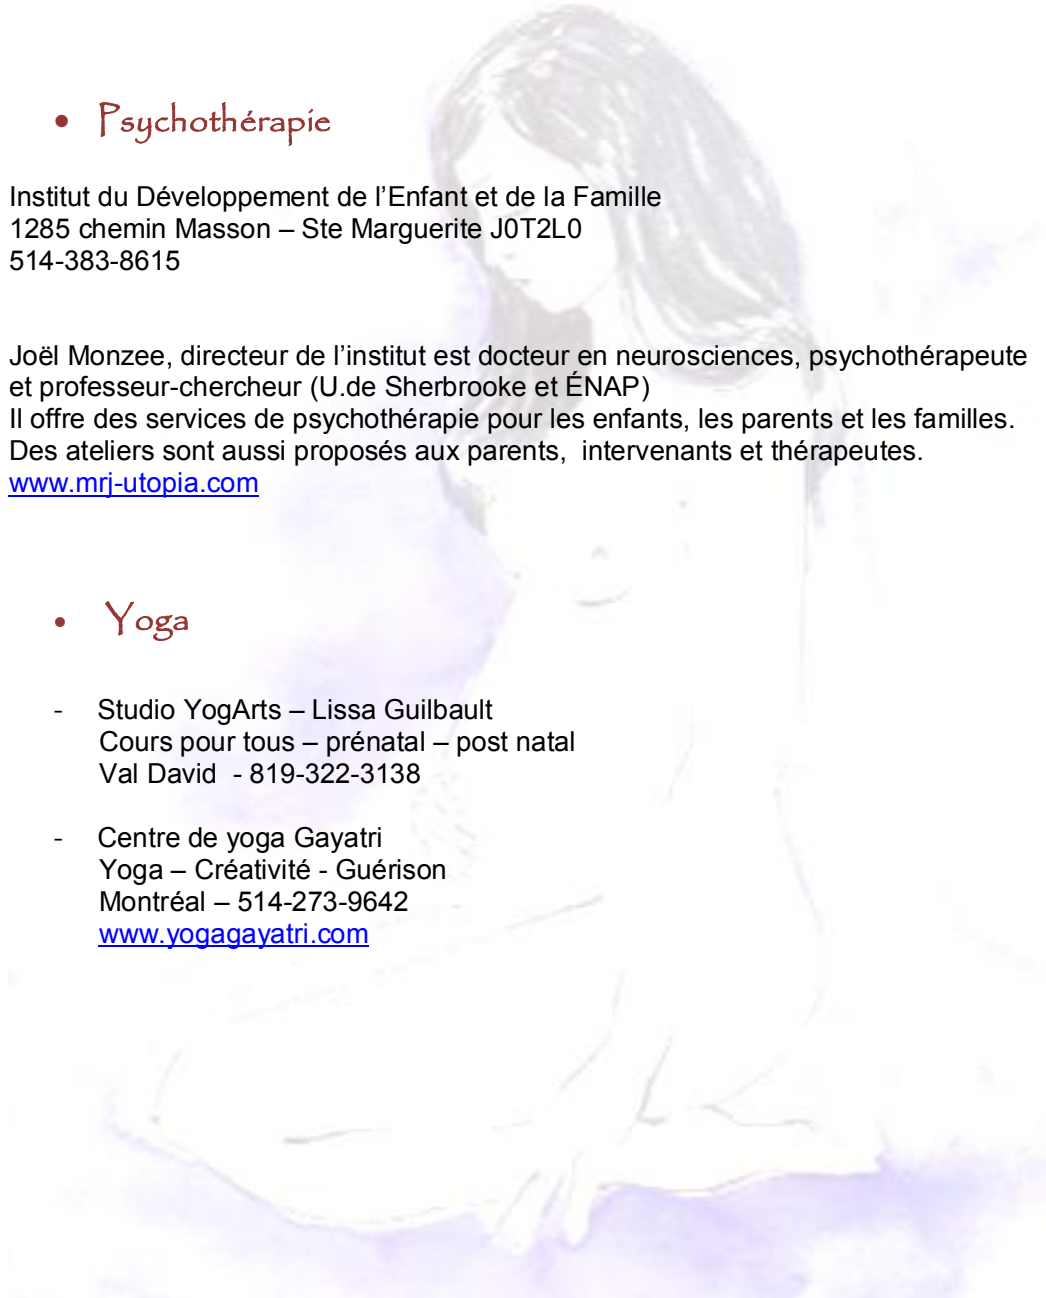 • Psychothérapie
Institut du Développement de l’Enfant et de la Famille
1285 chemin Masson – Ste Marguerite J0T2L0
514-383-8615
Joël Monzee, directeur de l’institut est docteur en neurosciences, psychothérapeute
et professeur-chercheur (U.de Sherbrooke et ÉNAP)
Il offre des services de psychothérapie pour les enfants, les parents et les familles.
Des ateliers sont aussi proposés aux parents,  intervenants et thérapeutes.
www.mrj-utopia.com
• Yoga
- Studio YogArts – Lissa Guilbault
Cours pour tous – prénatal – post natal
Val David  - 819-322-3138
- Centre de yoga Gayatri
Yoga – Créativité - Guérison
Montréal – 514-273-9642
www.yogagayatri.com